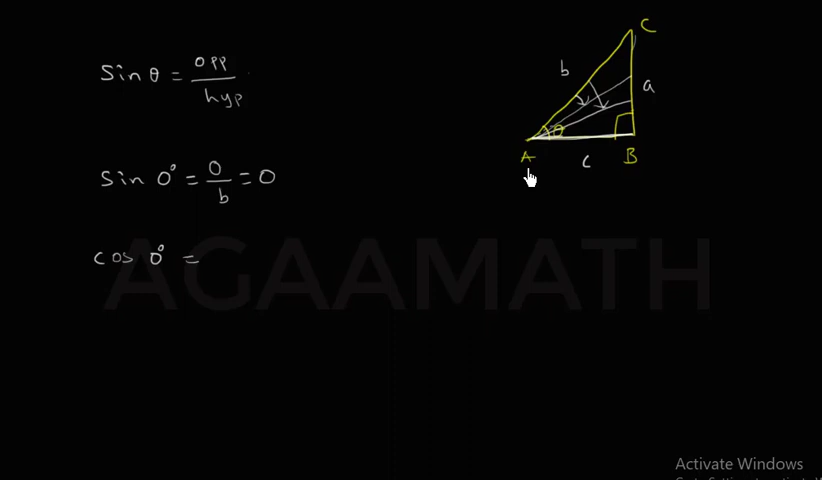 Sin θ = opp / hyp
Sin 0° = 0 / b = 0
cos 0° =
C
b
a
θ
A
c
B
AGAAMATH
Activate Windows